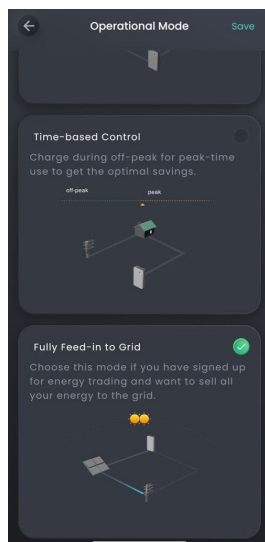 Operational Mode
Save
Time-based Control
Charge during off-peak for peak-time
use to get the optimal savings.
off-peak
peak
Fully Feed-in to Grid
Choose this mode if you have signed up
for energy trading and want to sell all
your energy to the grid.